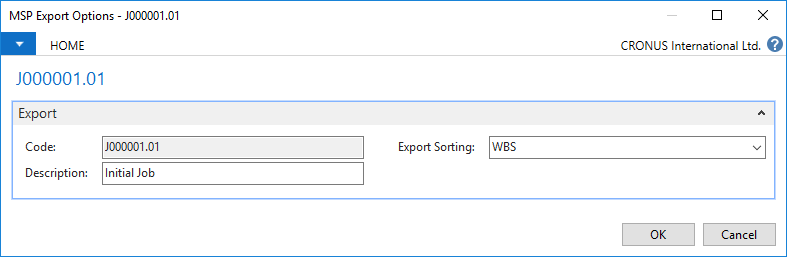 MSP Export Options - J000001.01
HOME
CRONUS International Ltd. ?
J000001.01
Export
Code: J000001.01 Export Sorting: WBS
Description: Initial Job
OK Cancel